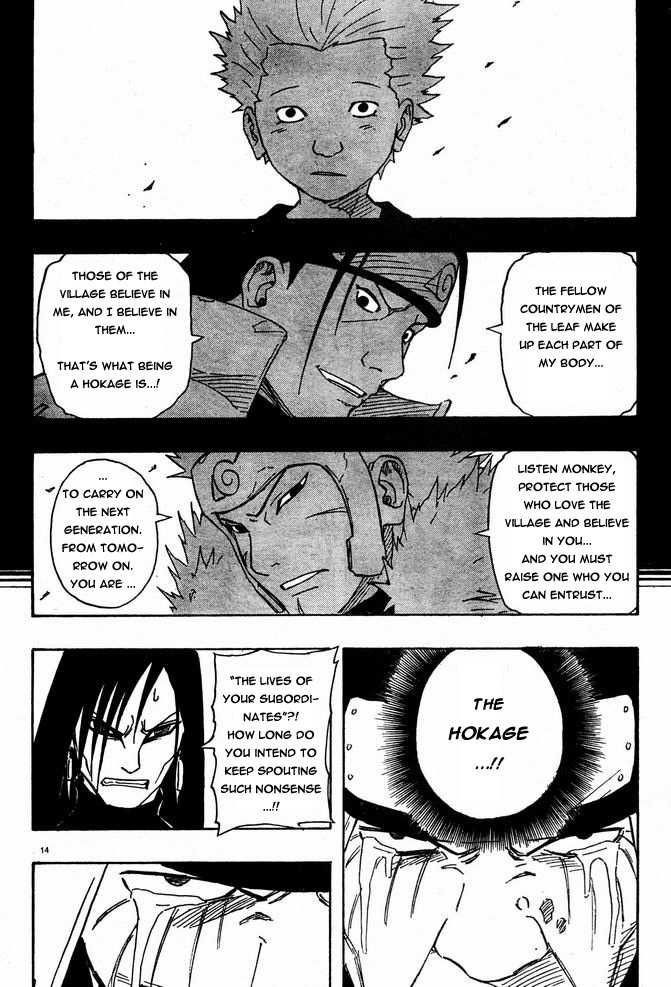 THE FELLOW
COUNTRYMEN OF
THE LEAF MAKE
UP EACH PART OF
MY BODY...
THOSE OF THE
VILLAGE BELIEVE IN
ME, AND I BELIEVE IN
THEM...
THAT'S WHAT BEING
A HOKAGE IS...!
LISTEN MONKEY,
PROTECT THOSE
WHO LOVE THE
VILLAGE AND BELIEVE
IN YOU...
AND YOU MUST
RAISE ONE WHO YOU
CAN ENTRUST...
...
TO CARRY ON
THE NEXT
GENERATION.
FROM TOMO-
RROW ON.
YOU ARE ...
THE
HOKAGE
...!!
"THE LIVES OF
YOUR SUBORDI-
NATES"?!
HOW LONG DO
YOU INTEND TO
KEEP SPOUTING
SUCH NONSENSE
...!!
14